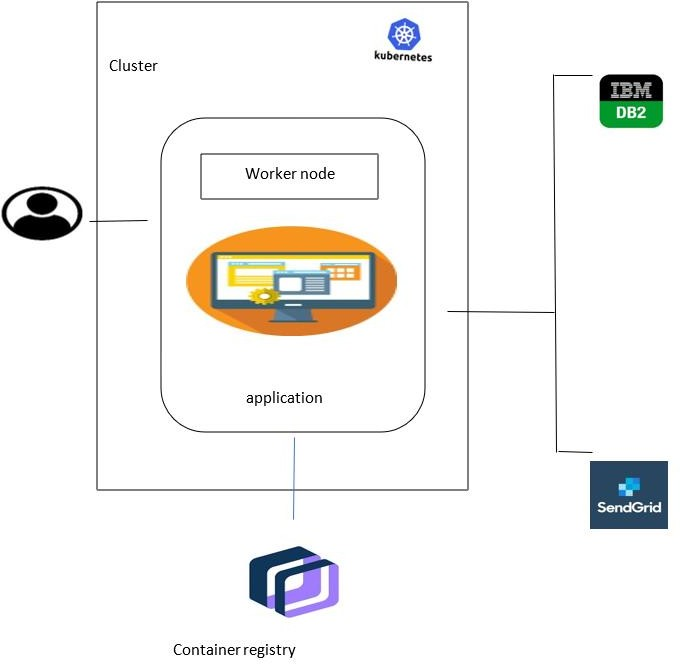 kubernetes
Cluster
IBM
DB2
Worker node
application
SendGrid
Container registry